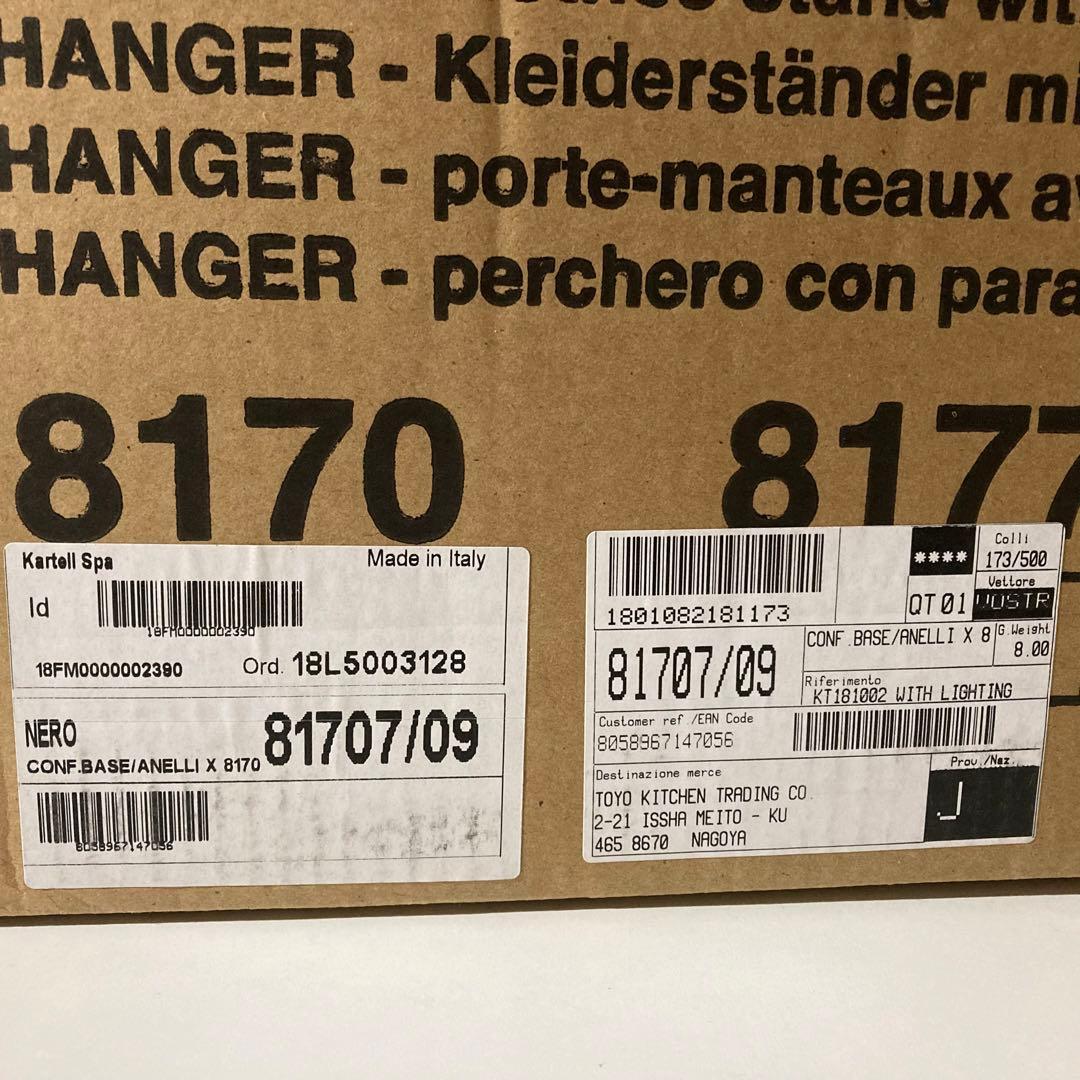 HANGER - Kleiderständer mi
HANGER - porte-manteaux av
HANGER - perchero con para
8170
8177
Kartell Spa
Made in Italy
Id
18FM0000002390
18FM0000002390
Ord. 18L5003128
NERO
81707/09
CONF.BASE/ANELLI X 8170
8058967147056
1801082181173
****
QT 01
Colli
173/500
Vettore
VOSTR
81707/09
CONF.BASE/ANELLI X 8
G.Weight
8.00
Riferimento
KT181002 WITH LIGHTING
Customer ref./EAN Code
8058967147056
Destinazione merce
TOYO KITCHEN TRADING CO.
2-21 ISSHA MEITO - KU
465 8670 NAGOYA
Prov./Naz.
J